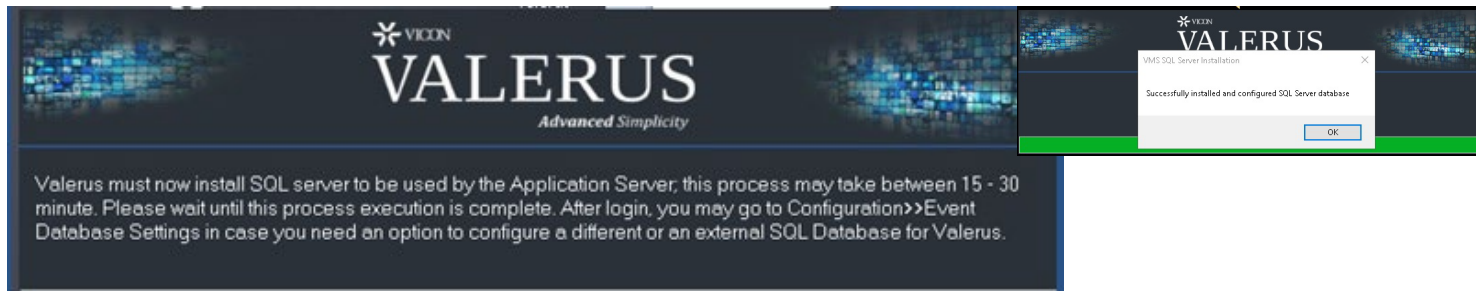 VICON
VALERUS
Advanced Simplicity
Valerus must now install SQL server to be used by the Application Server; this process may take between 15 - 30
minute. Please wait until this process execution is complete. After login, you may go to Configuration>>Event
Database Settings in case you need an option to configure a different or an external SQL Database for Valerus.
VICON
VALERUS
VMS SQL Server Installation
Successfully installed and configured SQL Server database
OK